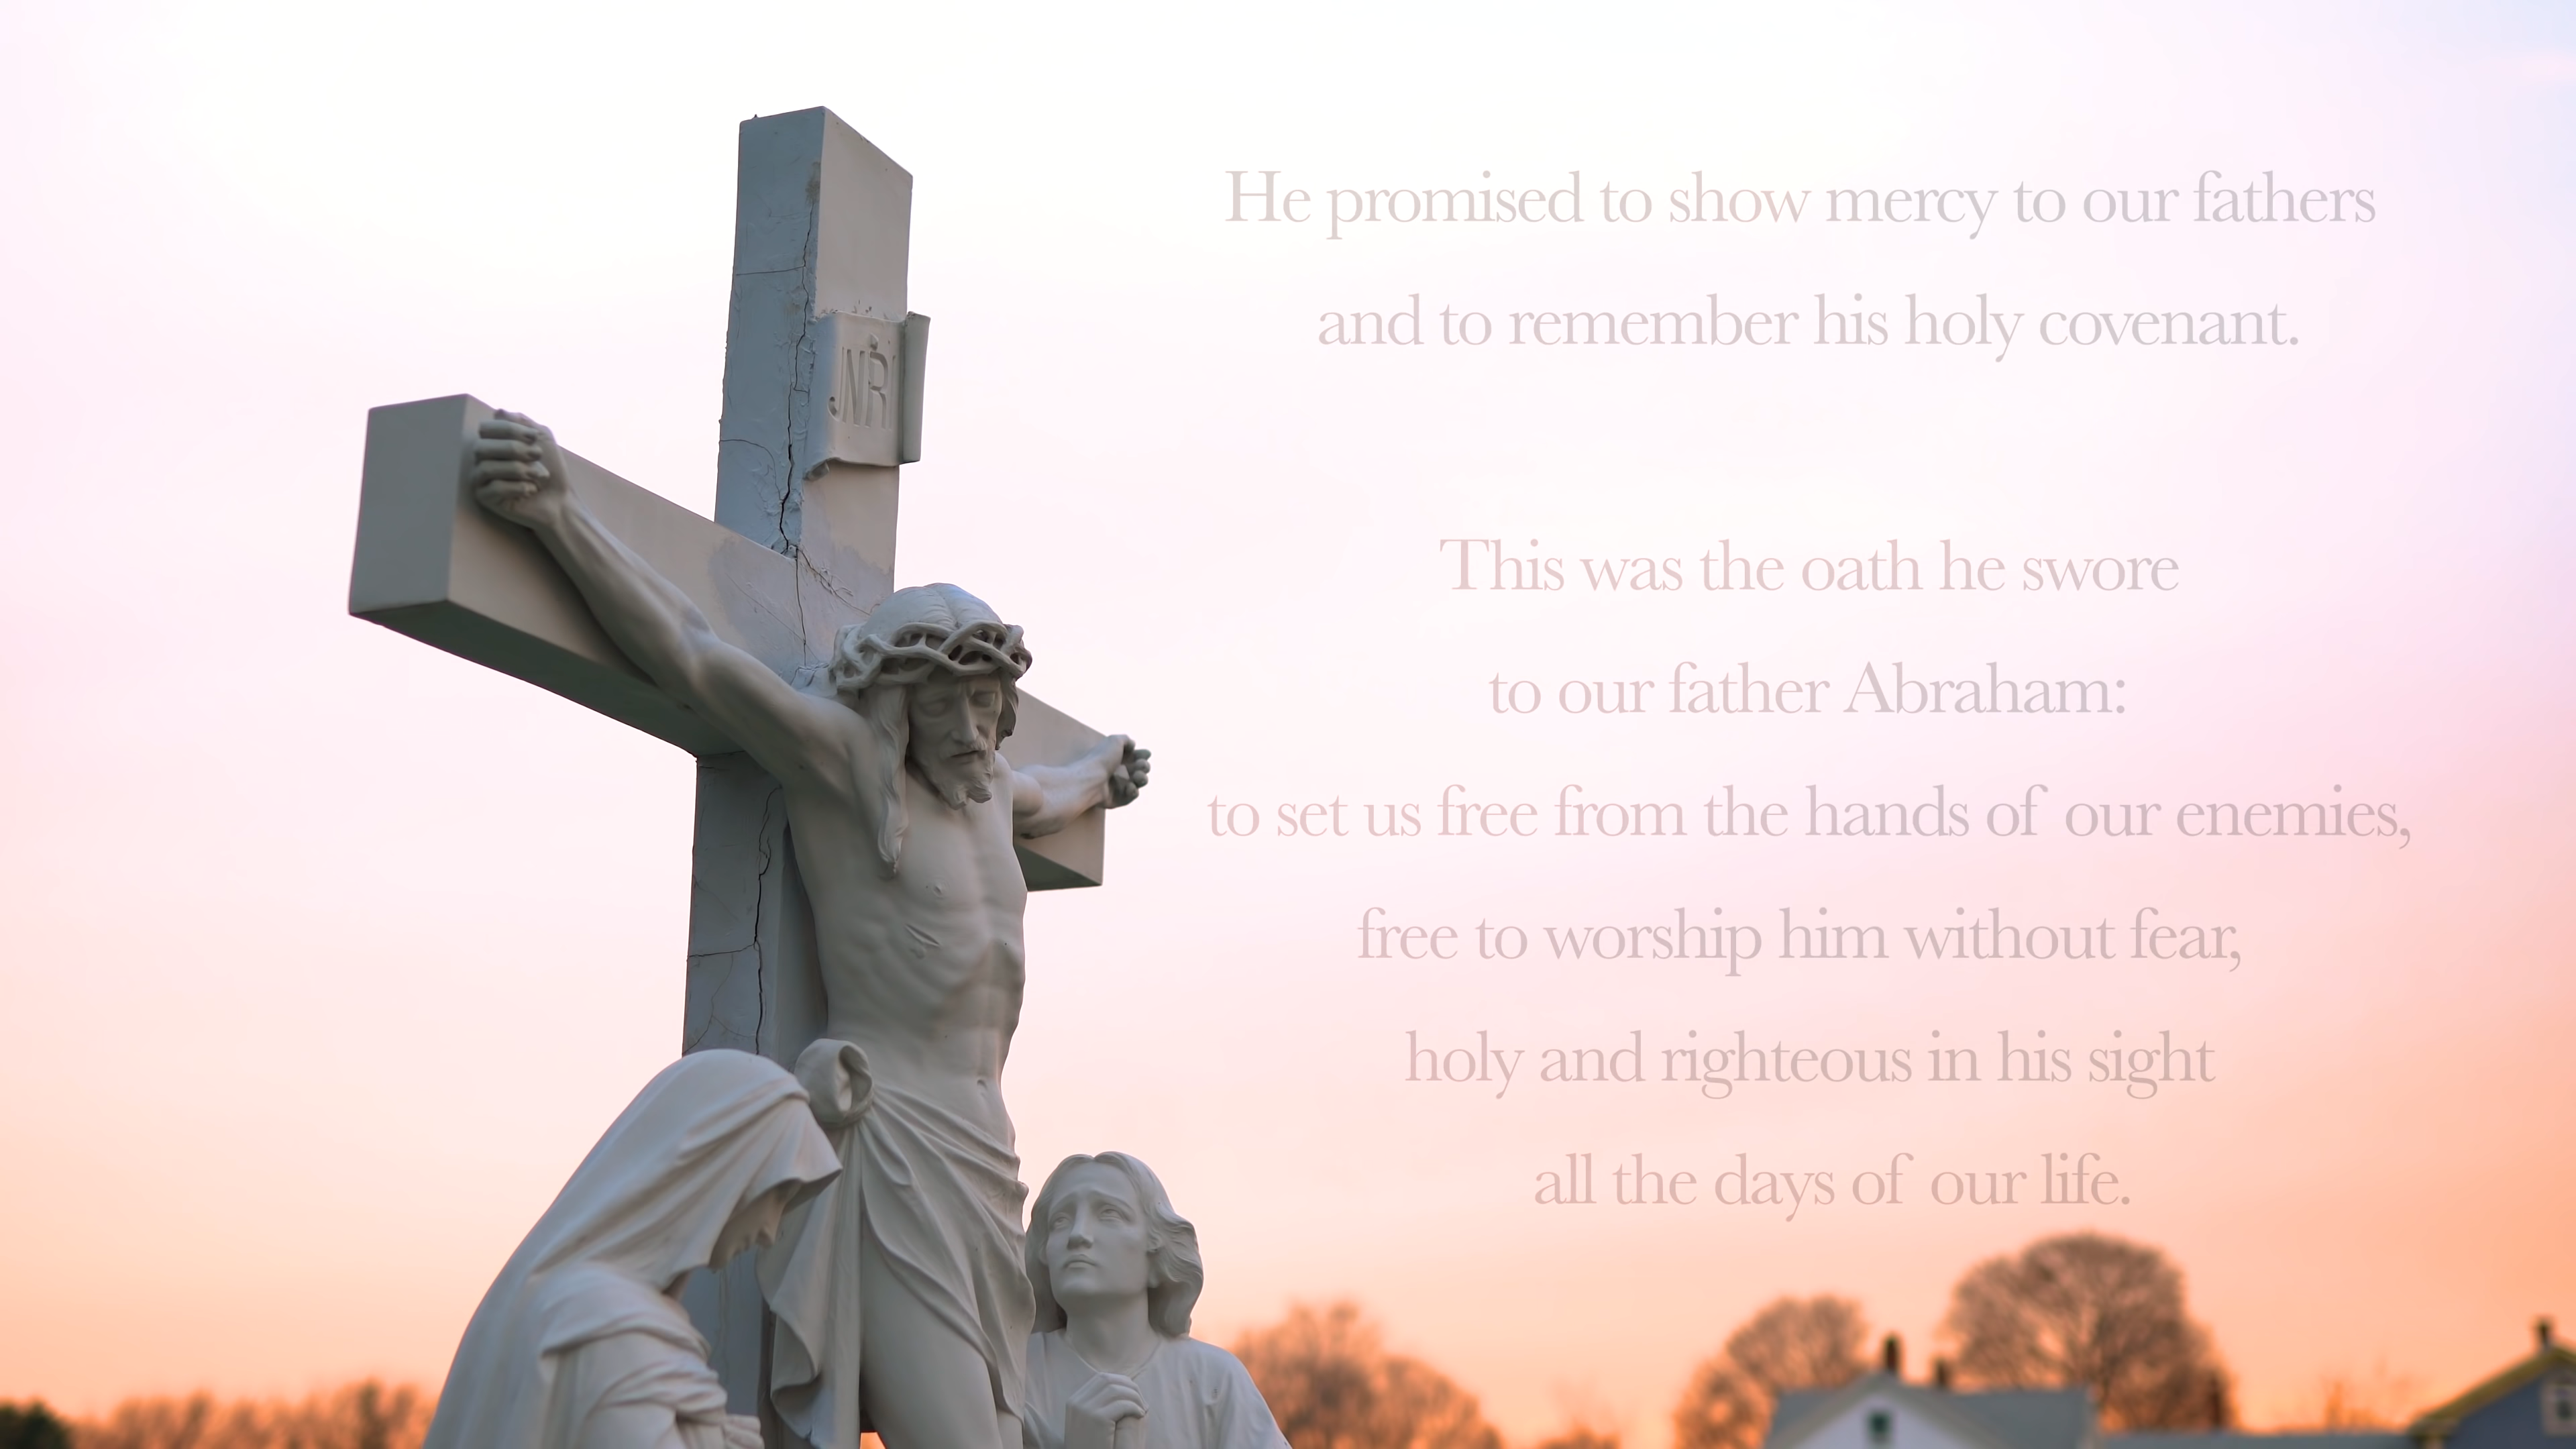 JNRI
He promised to show mercy to our fathers
and to remember his holy covenant.
This was the oath he swore
to our father Abraham:
to set us free from the hands of our enemies,
free to worship him without fear,
holy and righteous in his sight
all the days of our life.